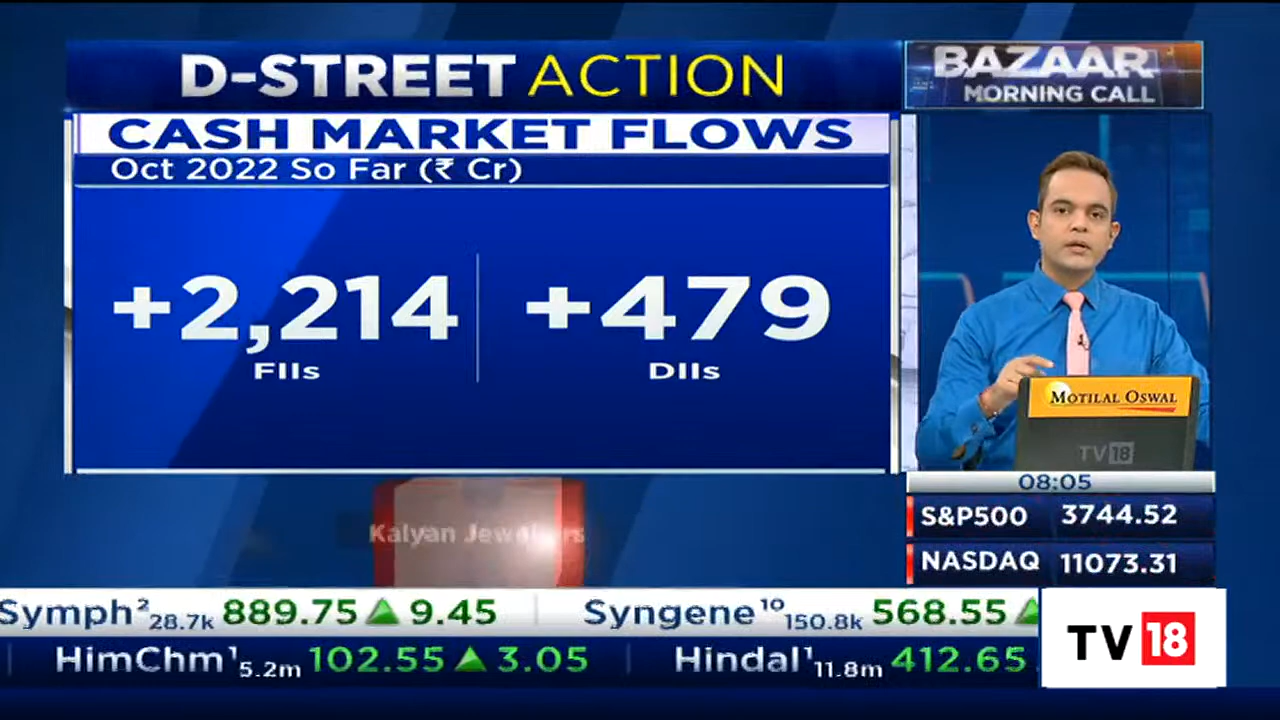 D-STREET ACTION
BAZAAR
MORNING CALL
CASH MARKET FLOWS
Oct 2022 So Far (₹ Cr)
+2,214
FIIs
+479
DIIs
MOTILAL OSWAL
TV18
08:05
S&P500 3744.52
NASDAQ 11073.31
Kalyan Jewellers
Symph² 28.7k 889.75 ▲ 9.45 Syngene¹⁰ 150.8k 568.55 ▲
HimChm¹ 5.2m 102.55 ▲ 3.05 Hindal¹ 11.8m 412.65
TV18